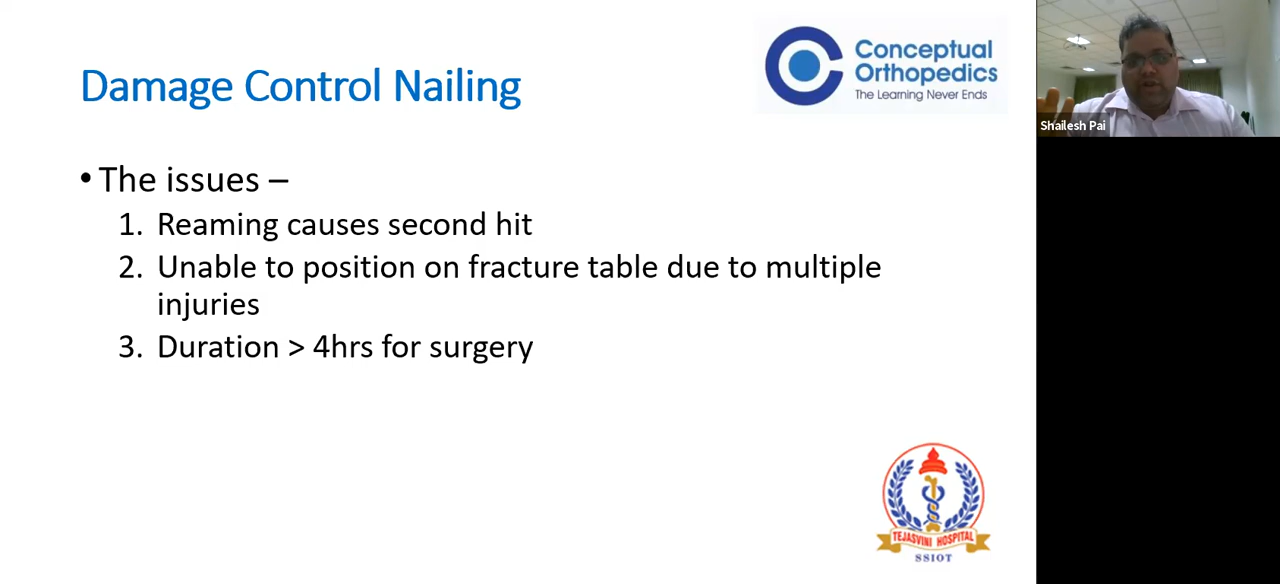 Damage Control Nailing
Conceptual
Orthopedics
The Learning Never Ends
Shailesh Pai
• The issues –
1. Reaming causes second hit
2. Unable to position on fracture table due to multiple
injuries
3. Duration > 4hrs for surgery
TEJASVINI HOSPITAL
SSIOT